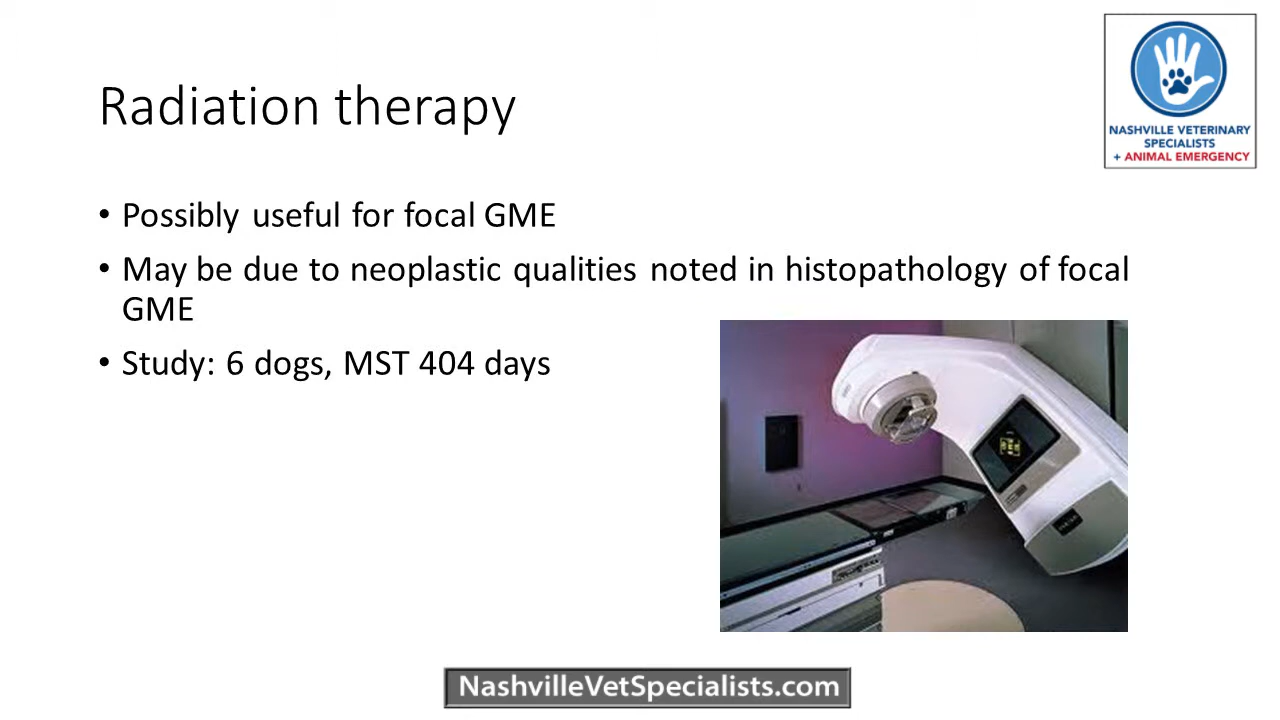 Radiation therapy
NASHVILLE VETERINARY
SPECIALISTS
+ ANIMAL EMERGENCY
• Possibly useful for focal GME
• May be due to neoplastic qualities noted in histopathology of focal
GME
• Study: 6 dogs, MST 404 days
NashvilleVetSpecialists.com